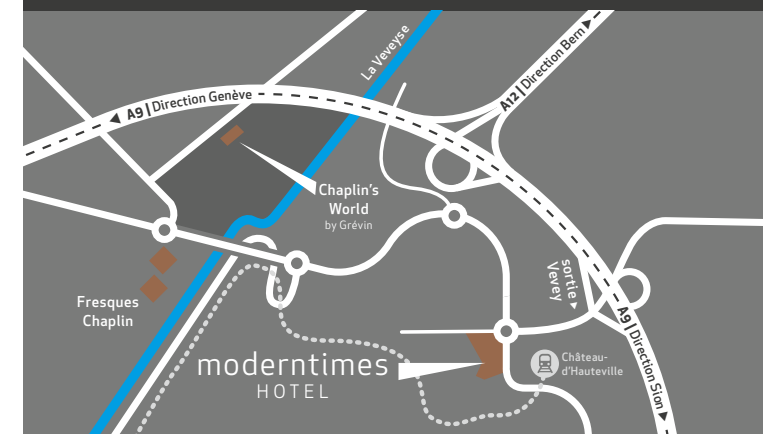 La Veveyse
◀ A9 | Direction Genève
A12 | Direction Bern ▶
Chaplin's
World
by Grévin
sortie ▶
Vevey
Fresques
Chaplin
A9 | Direction Sion ▶
moderntimes
HOTEL
Château-
d'Hauteville